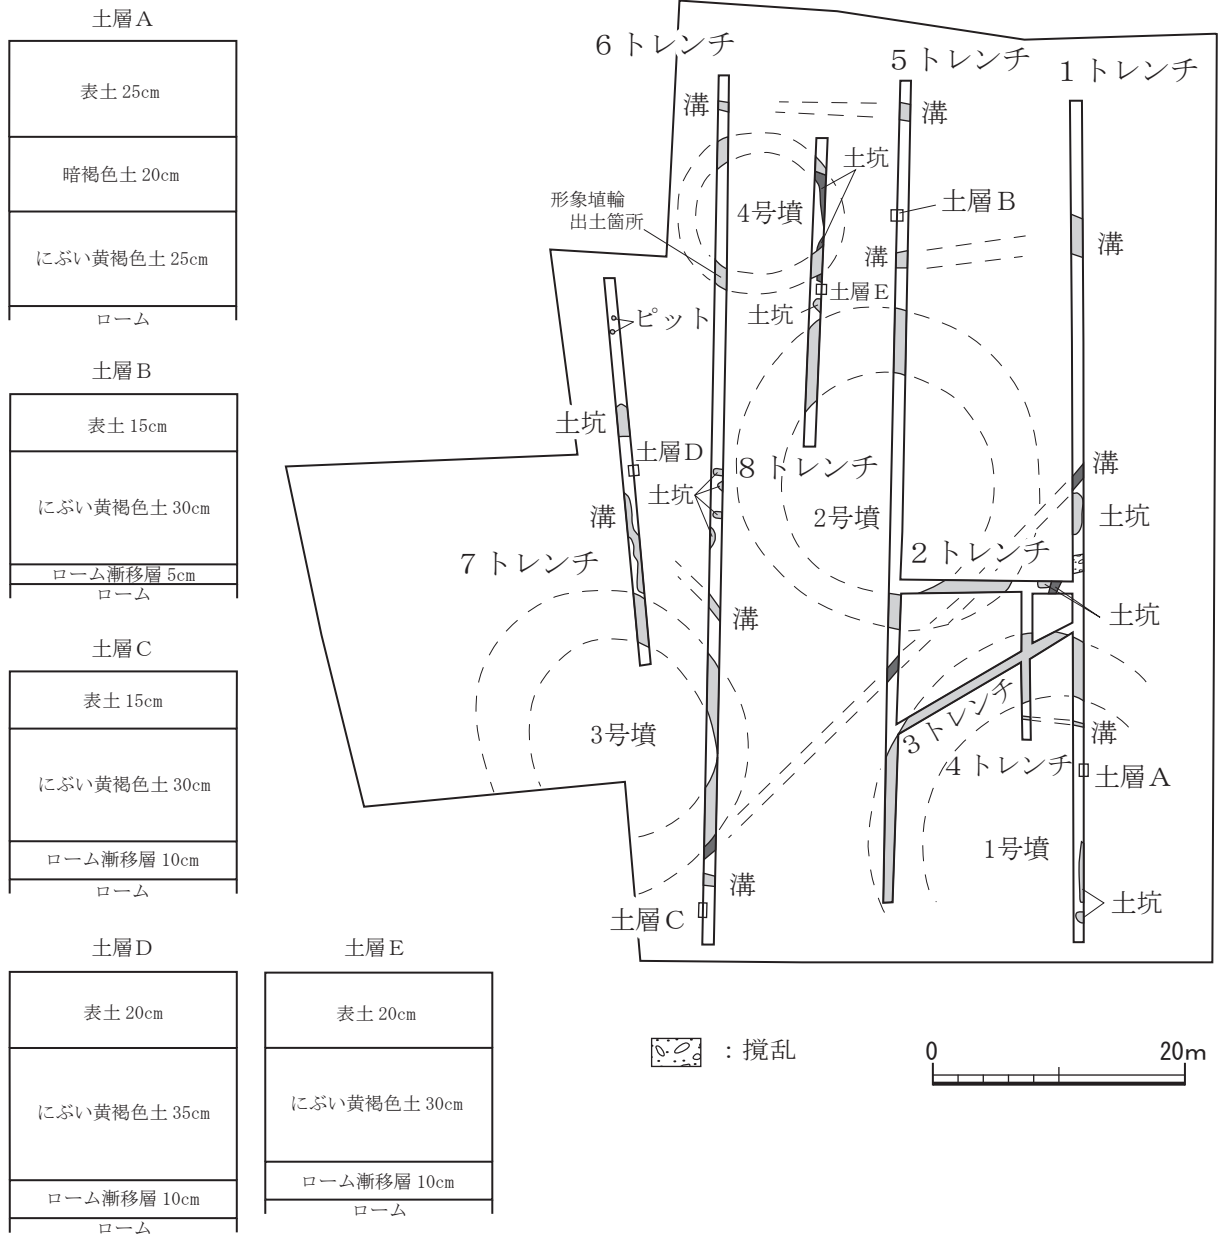 土層A
表土 25cm
暗褐色土 20cm
にぶい黄褐色土 25cm
ローム
土層B
表土 15cm
にぶい黄褐色土 30cm
ローム漸移層 5cm
ローム
土層C
表土 15cm
にぶい黄褐色土 30cm
ローム漸移層 10cm
ローム
土層D
表土 20cm
にぶい黄褐色土 35cm
ローム漸移層 10cm
ローム
土層E
表土 20cm
にぶい黄褐色土 30cm
ローム漸移層 10cm
ローム
6トレンチ
5トレンチ
1トレンチ
溝
溝
土坑
形象埴輪
出土箇所
4号墳
土層B
溝
溝
土層E
土坑
ピット
土坑
土層D
8トレンチ
溝
土坑
溝
2号墳
土坑
7トレンチ
2トレンチ
溝
土坑
3号墳
3トレンチ
溝
4トレンチ
土層A
1号墳
溝
土坑
土層C
：撹乱
0
20m